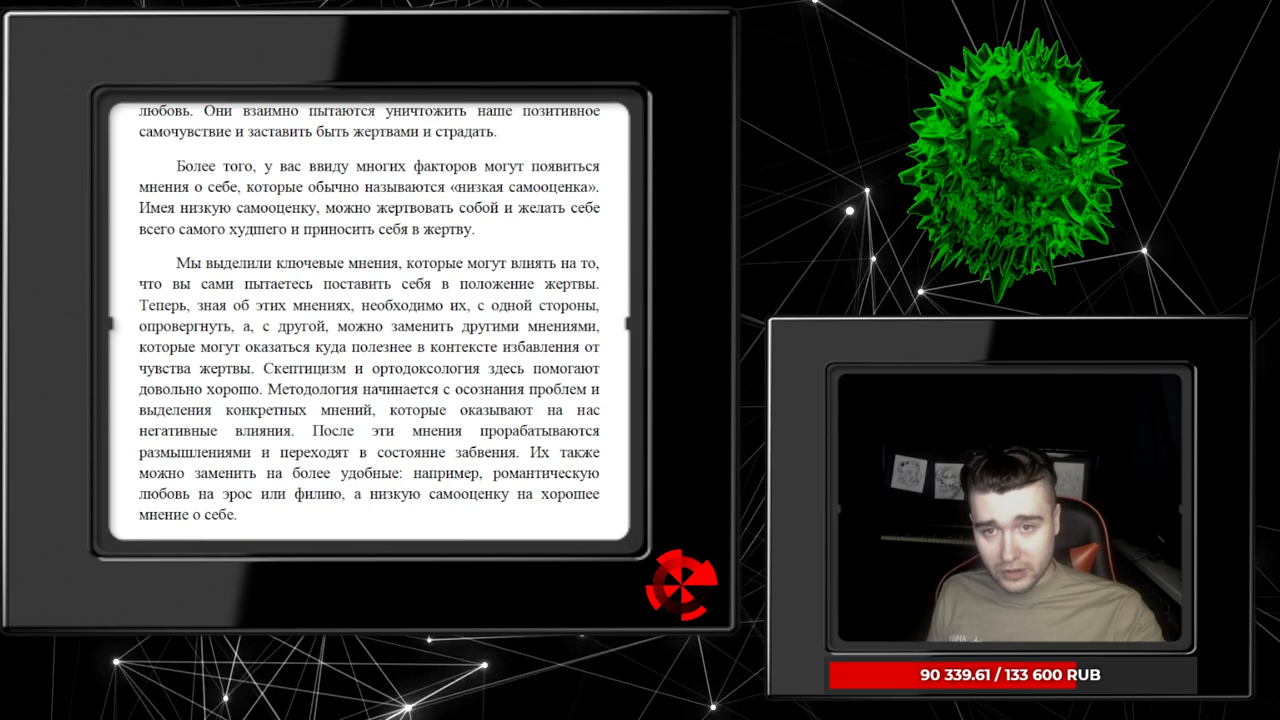 любовь. Они взаимно пытаются уничтожить наше позитивное
самочувствие и заставить быть жертвами и страдать.
Более того, у вас ввиду многих факторов могут появиться
мнения о себе, которые обычно называются «низкая самооценка».
Имея низкую самооценку, можно жертвовать собой и желать себе
всего самого худшего и приносить себя в жертву.
Мы выделили ключевые мнения, которые могут влиять на то,
что вы сами пытаетесь поставить себя в положение жертвы.
Теперь, зная об этих мнениях, необходимо их, с одной стороны,
опровергнуть, а, с другой, можно заменить другими мнениями,
которые могут оказаться куда полезнее в контексте избавления от
чувства жертвы. Скептицизм и ортодоксология здесь помогают
довольно хорошо. Методология начинается с осознания проблем и
выделения конкретных мнений, которые оказывают на нас
негативные влияния. После эти мнения прорабатываются
размышлениями и переходят в состояние забвения. Их также
можно заменить на более удобные: например, романтическую
любовь на эрос или филию, а низкую самооценку на хорошее
мнение о себе.
90 339.61 / 133 600 RUB